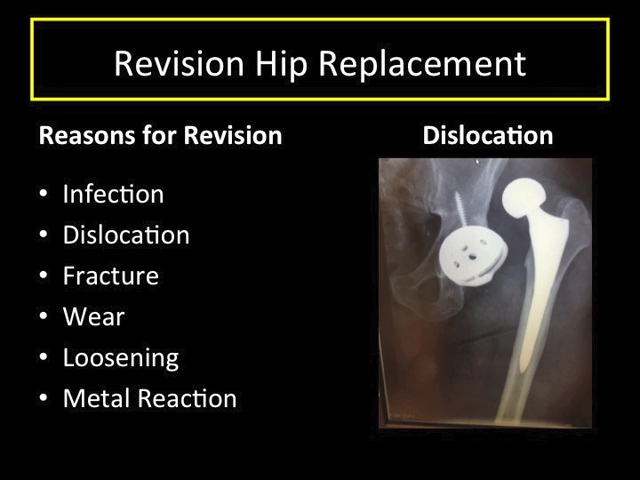 Revision Hip Replacement
Reasons for Revision
• Infection
• Dislocation
• Fracture
• Wear
• Loosening
• Metal Reaction
Dislocation